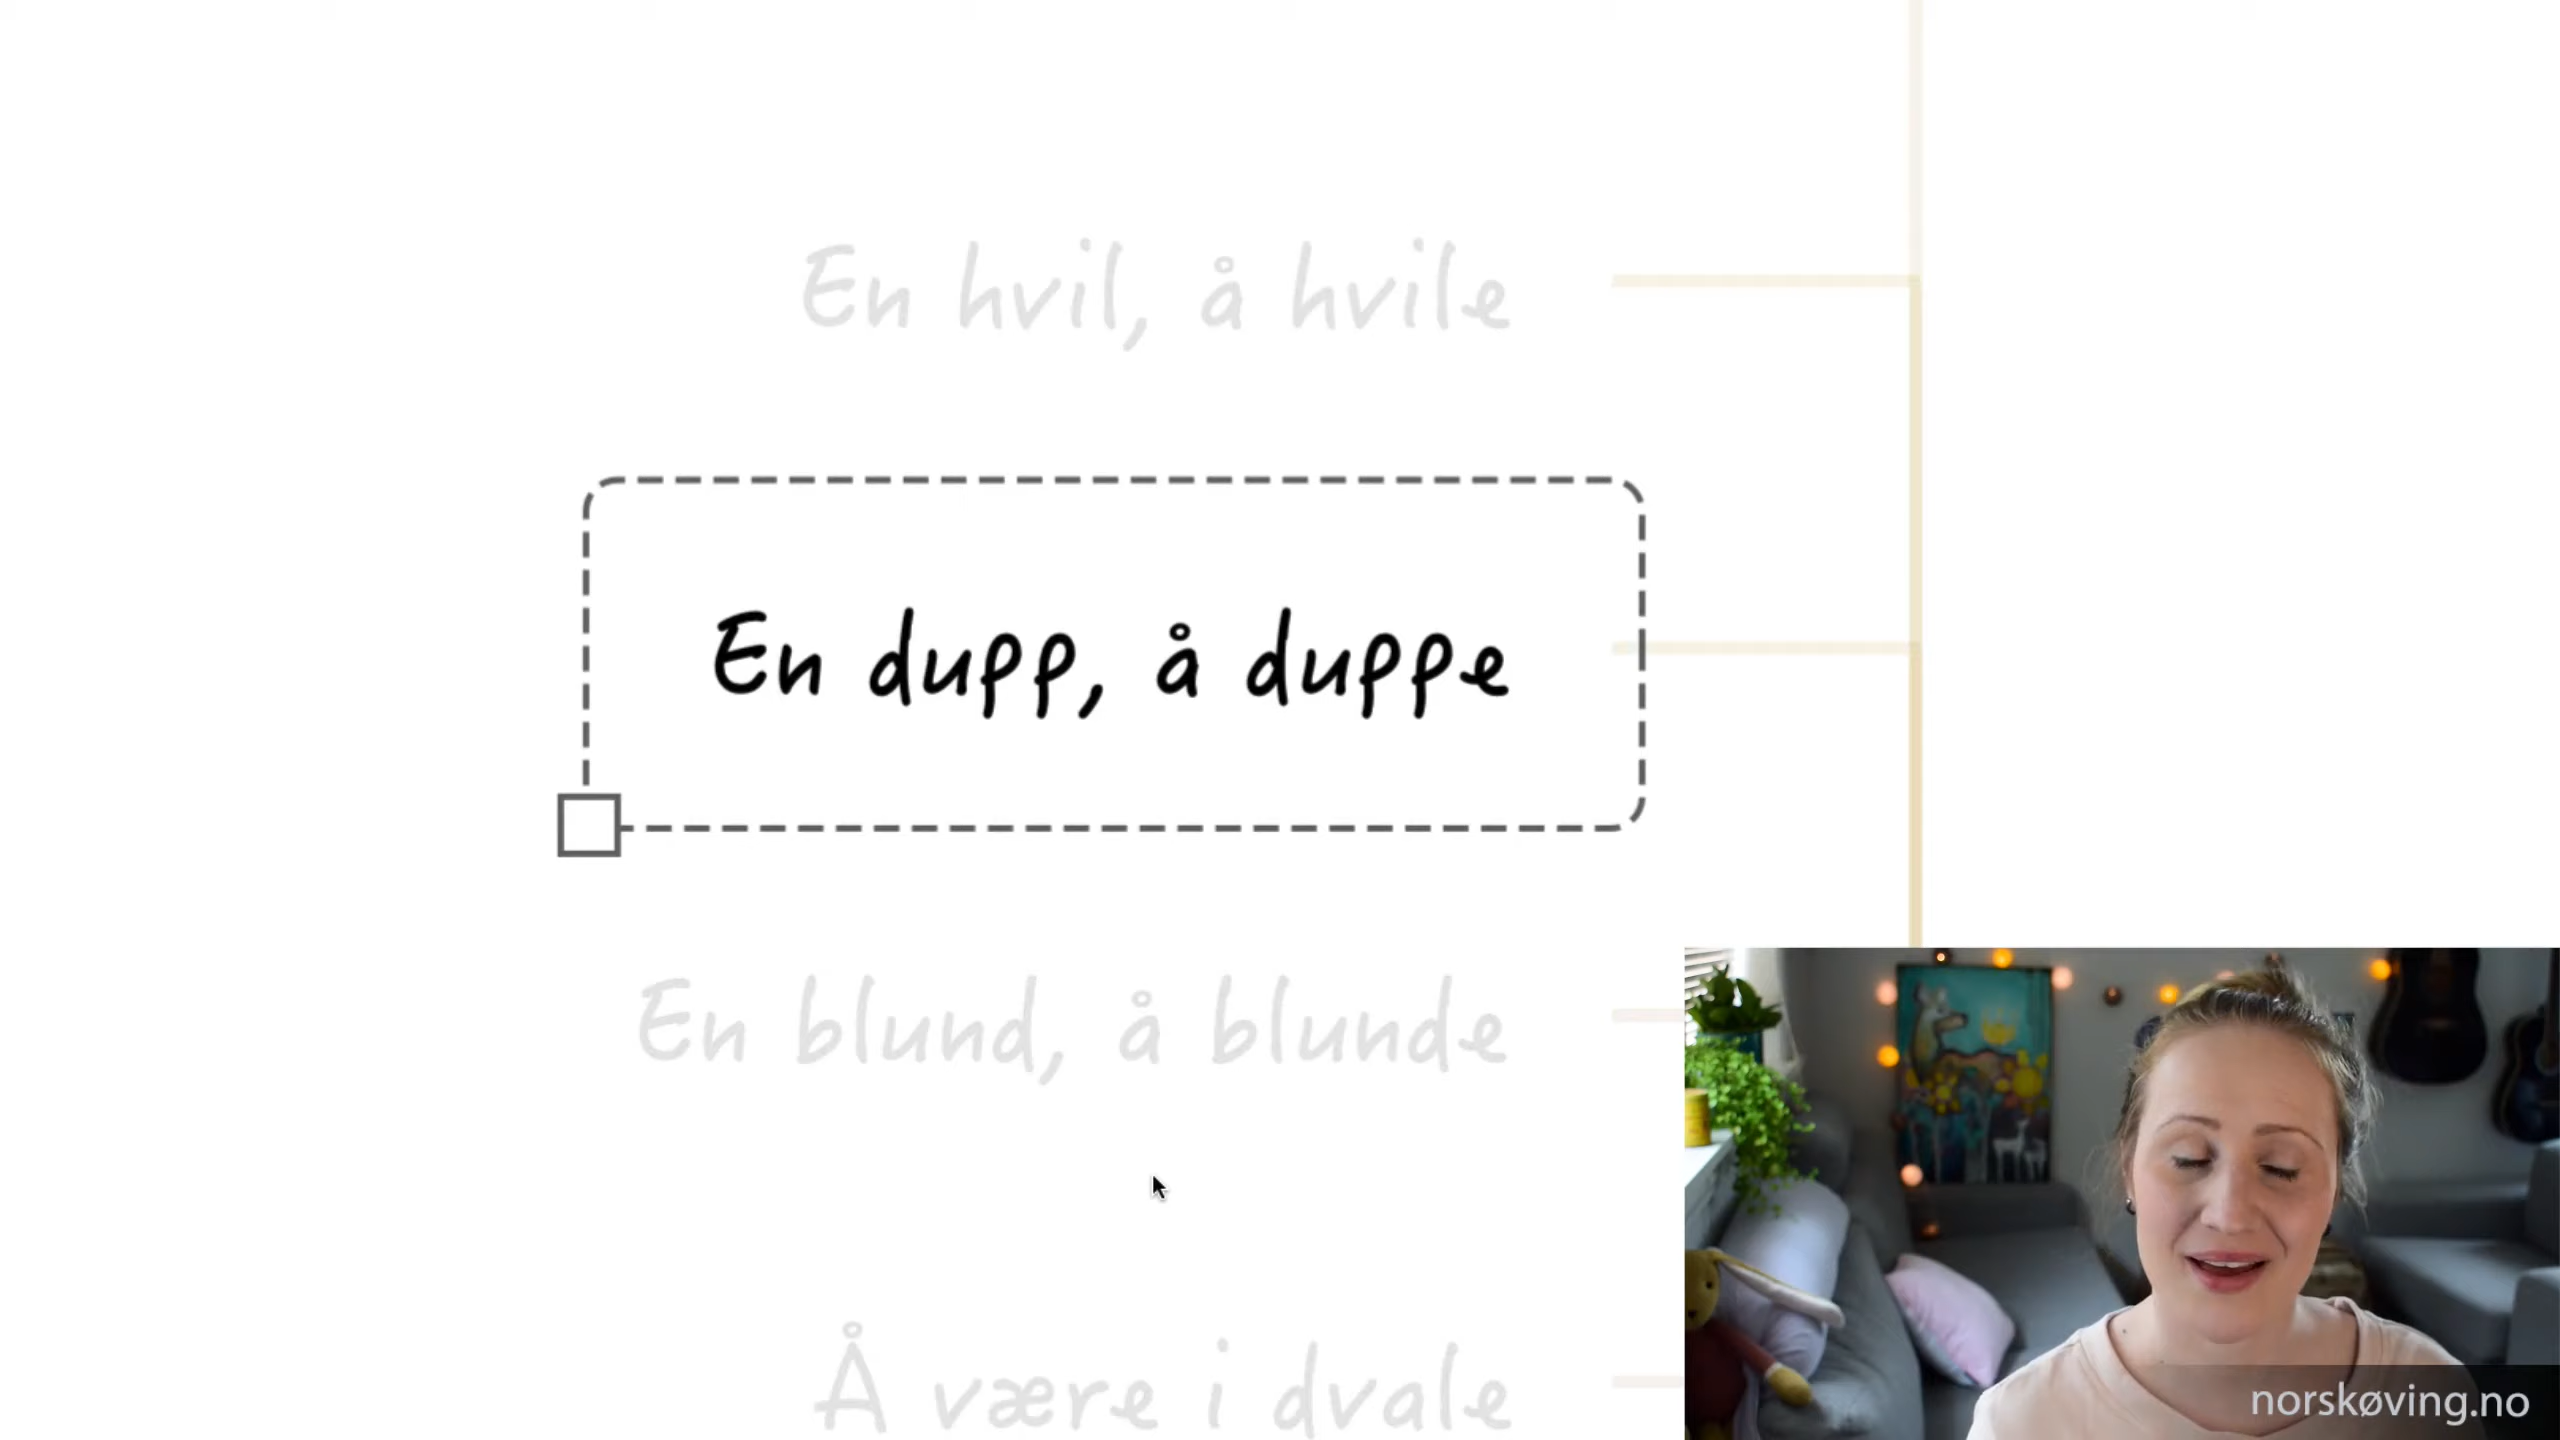 En hvil, å hvile
En dupp, å duppe
En blund, å blunde
Å være i dvale
norskøving.no